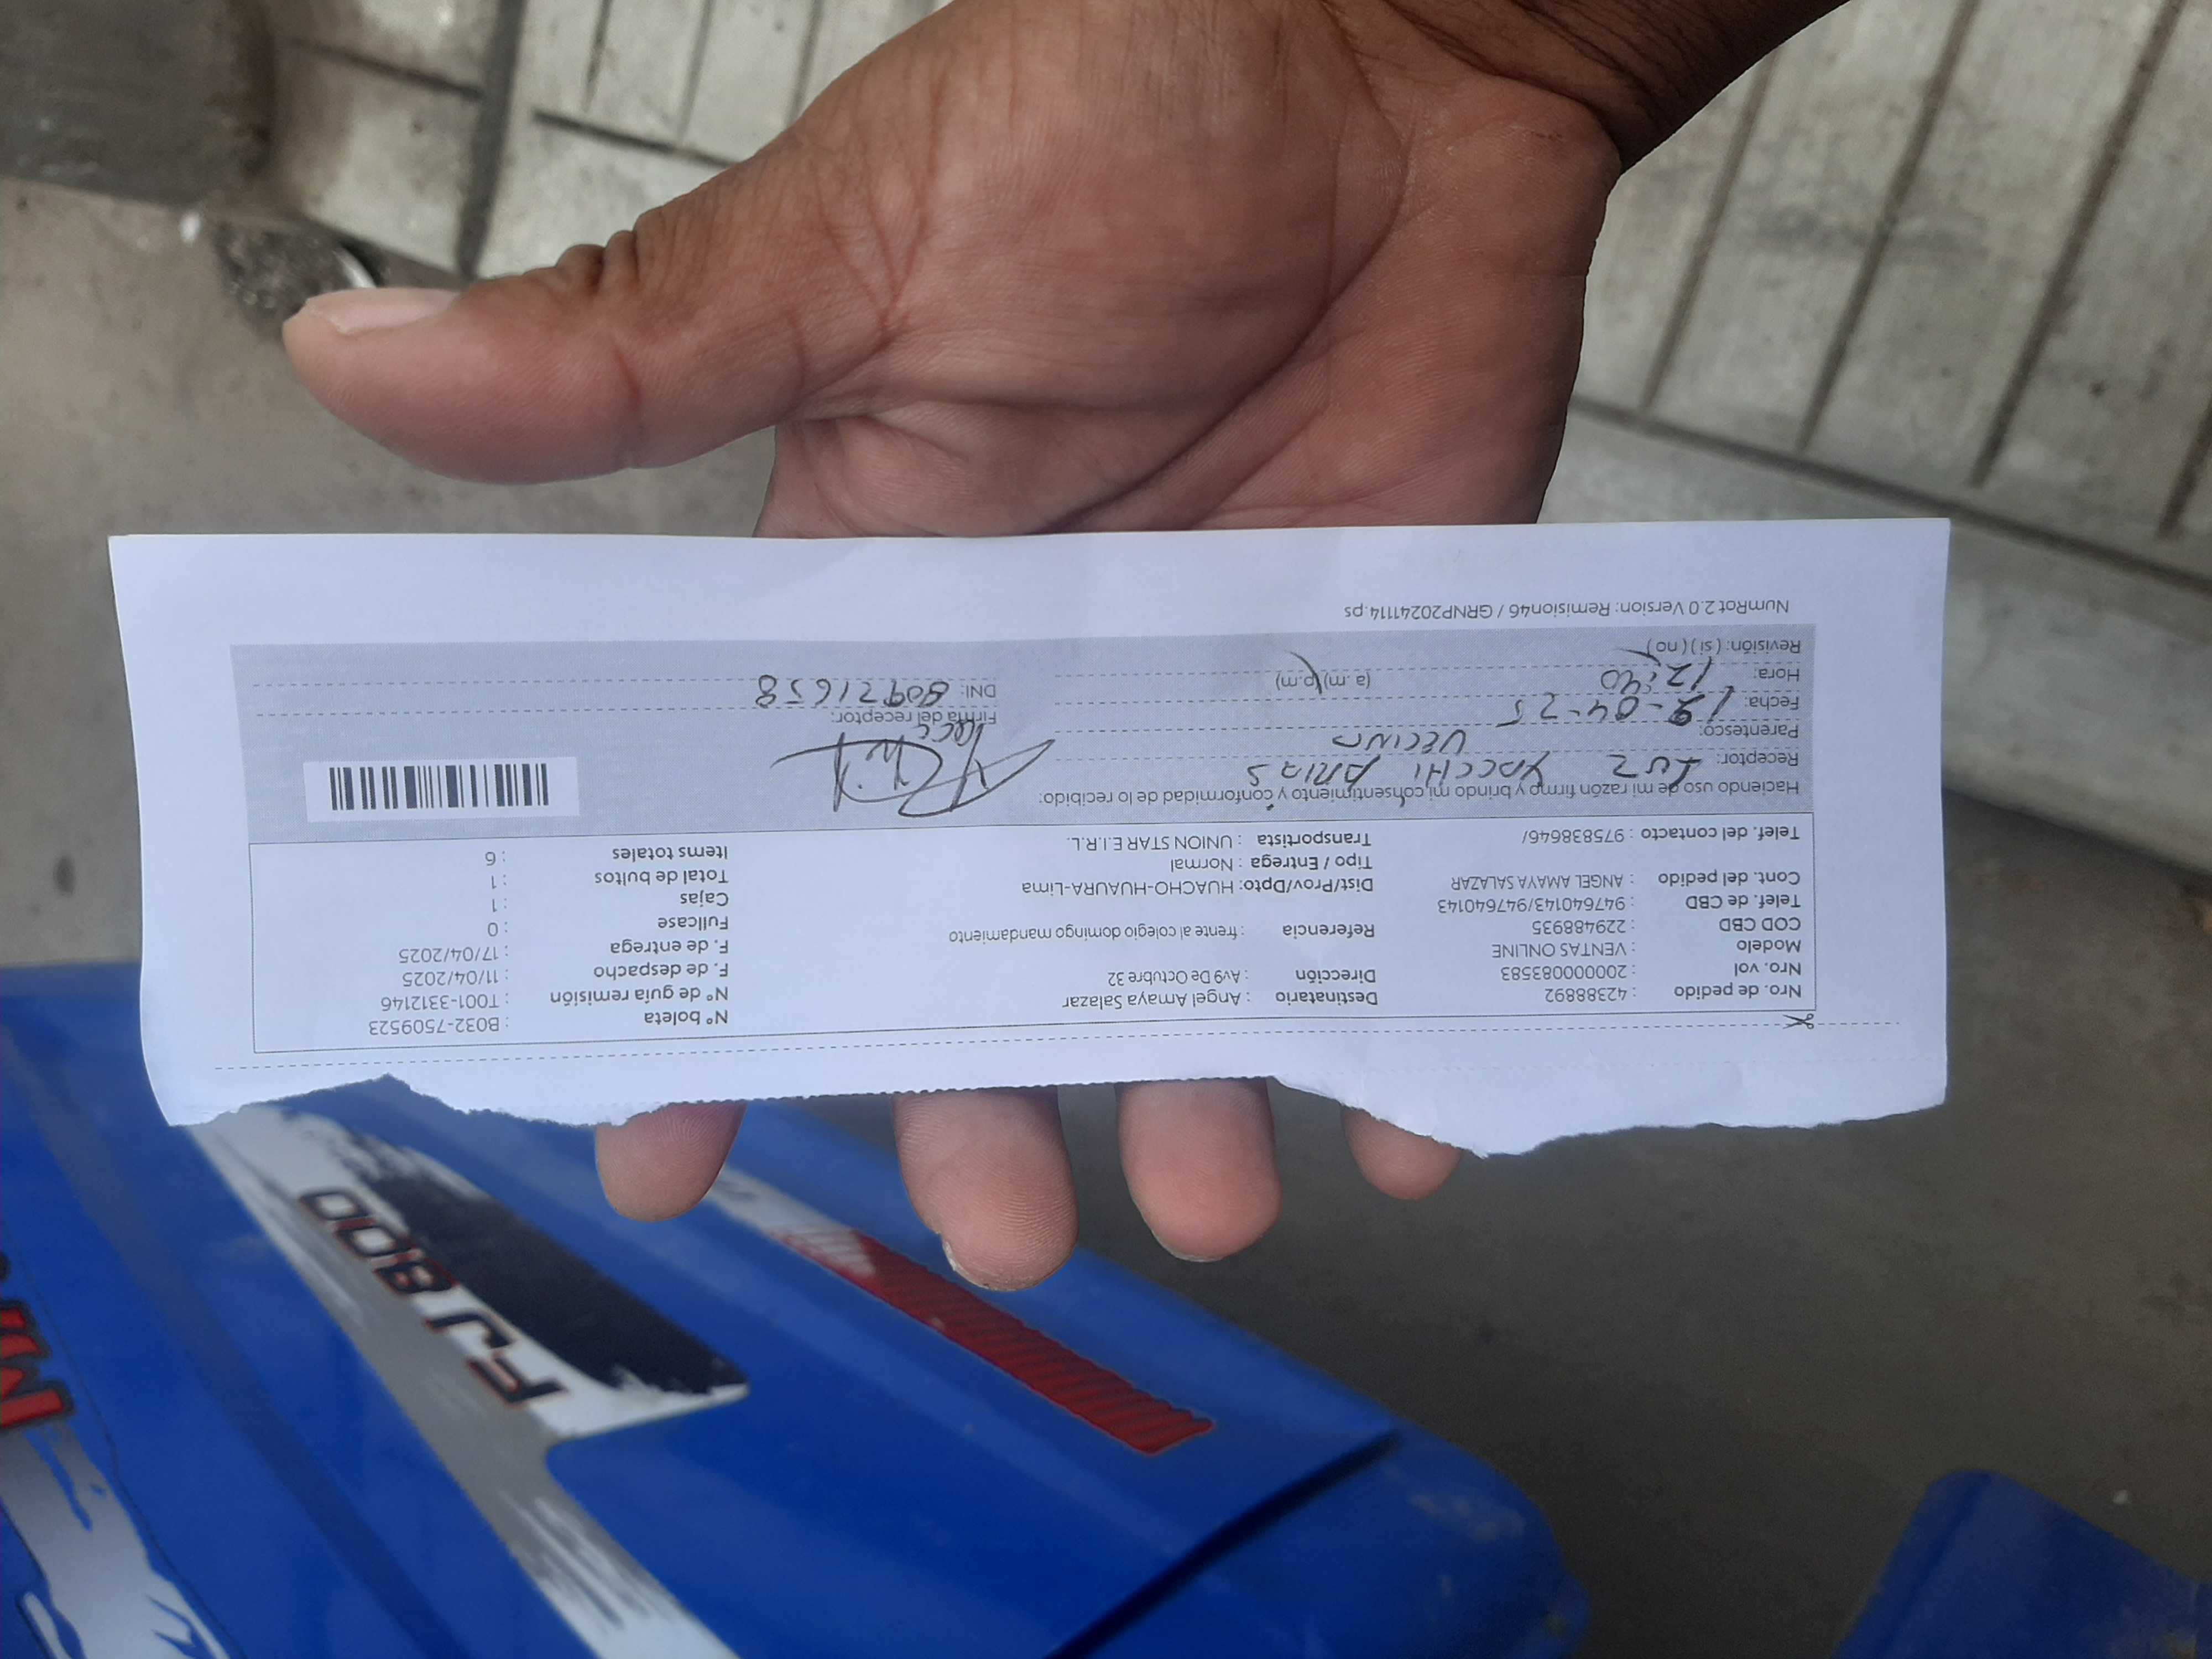 Nro. de pedido : 42388892
Nro. vol : 2000000083583
Modelo : VENTAS ONLINE
COD CBD : 229488935
Telef. de CBD : 947640143/947640143
Cont. del pedido : ANGEL AMAYA SALAZAR
Telef. del contacto : 975838646/
Destinatario : Angel Amaya Salazar
Dirección : Av9 De Octubre 32
Referencia : frente al colegio domingo mandamiento
Dist/Prov/Dpto: HUACHO-HUAURA-Lima
Tipo / Entrega : Normal
Transportista : UNION STAR E.I.R.L.
N° boleta : B032-7509523
N° de guía remisión : T001-3312146
F. de despacho : 11/04/2025
F. de entrega : 17/04/2025
Fullcase : 0
Cajas : 1
Total de bultos : 1
Items totales : 6
Haciendo uso de mi razón firmo y brindo mi consentimiento y conformidad de lo recibido:
Receptor: LUZ YACCHI ARIAS
Parentesco: VECINA
Fecha: 19-04-25
Hora: 12:40 (a.m) (p.m)
Revisión: ( si ) ( no )
Firma del receptor:
DNI: 80921658
NumRot 2.0 Version: Remision46 / GRNP20241114.ps
FJ800